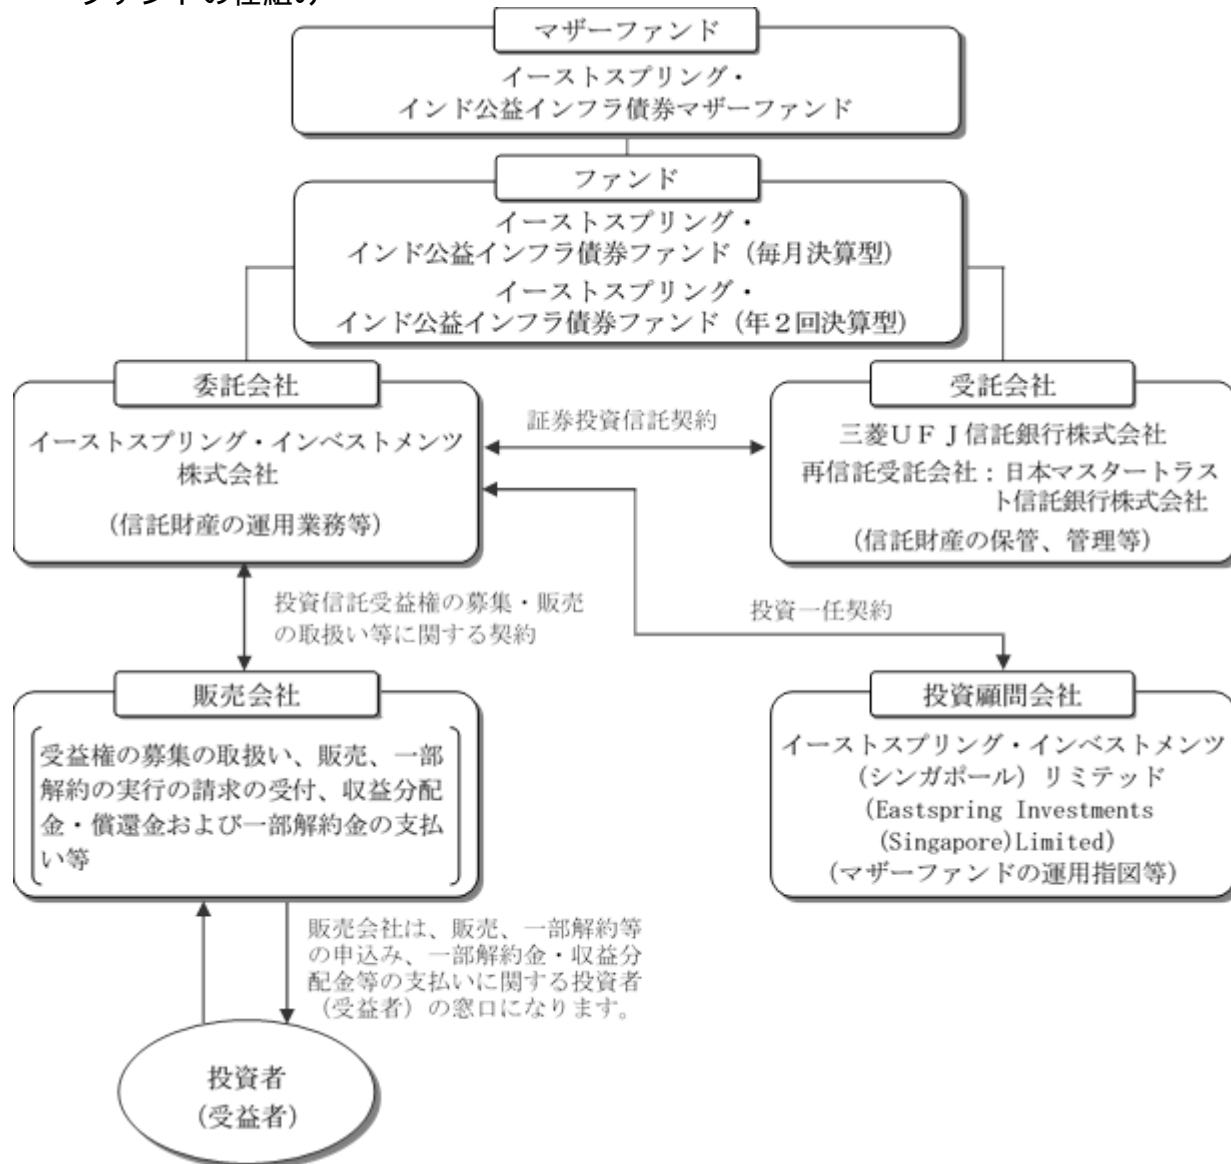 ファンドの仕組み
マザーファンド
イーストスプリング・
インド公益インフラ債券マザーファンド
ファンド
イーストスプリング・
インド公益インフラ債券ファンド（毎月決算型）
イーストスプリング・
インド公益インフラ債券ファンド（年２回決算型）
委託会社
イーストスプリング・インベストメンツ
株式会社
（信託財産の運用業務等）
証券投資信託契約
受託会社
三菱ＵＦＪ信託銀行株式会社
再信託受託会社：日本マスタートラス
ト信託銀行株式会社
（信託財産の保管、管理等）
投資信託受益権の募集・販売
の取扱い等に関する契約
投資一任契約
販売会社
受益権の募集の取扱い、販売、一部
解約の実行の請求の受付、収益分配
金・償還金および一部解約金の支払
い等
投資顧問会社
イーストスプリング・インベストメンツ
（シンガポール）リミテッド
(Eastspring Investments
(Singapore)Limited)
（マザーファンドの運用指図等）
販売会社は、販売、一部解約等
の申込み、一部解約金・収益分
配金等の支払いに関する投資者
（受益者）の窓口になります。
投資者
（受益者）